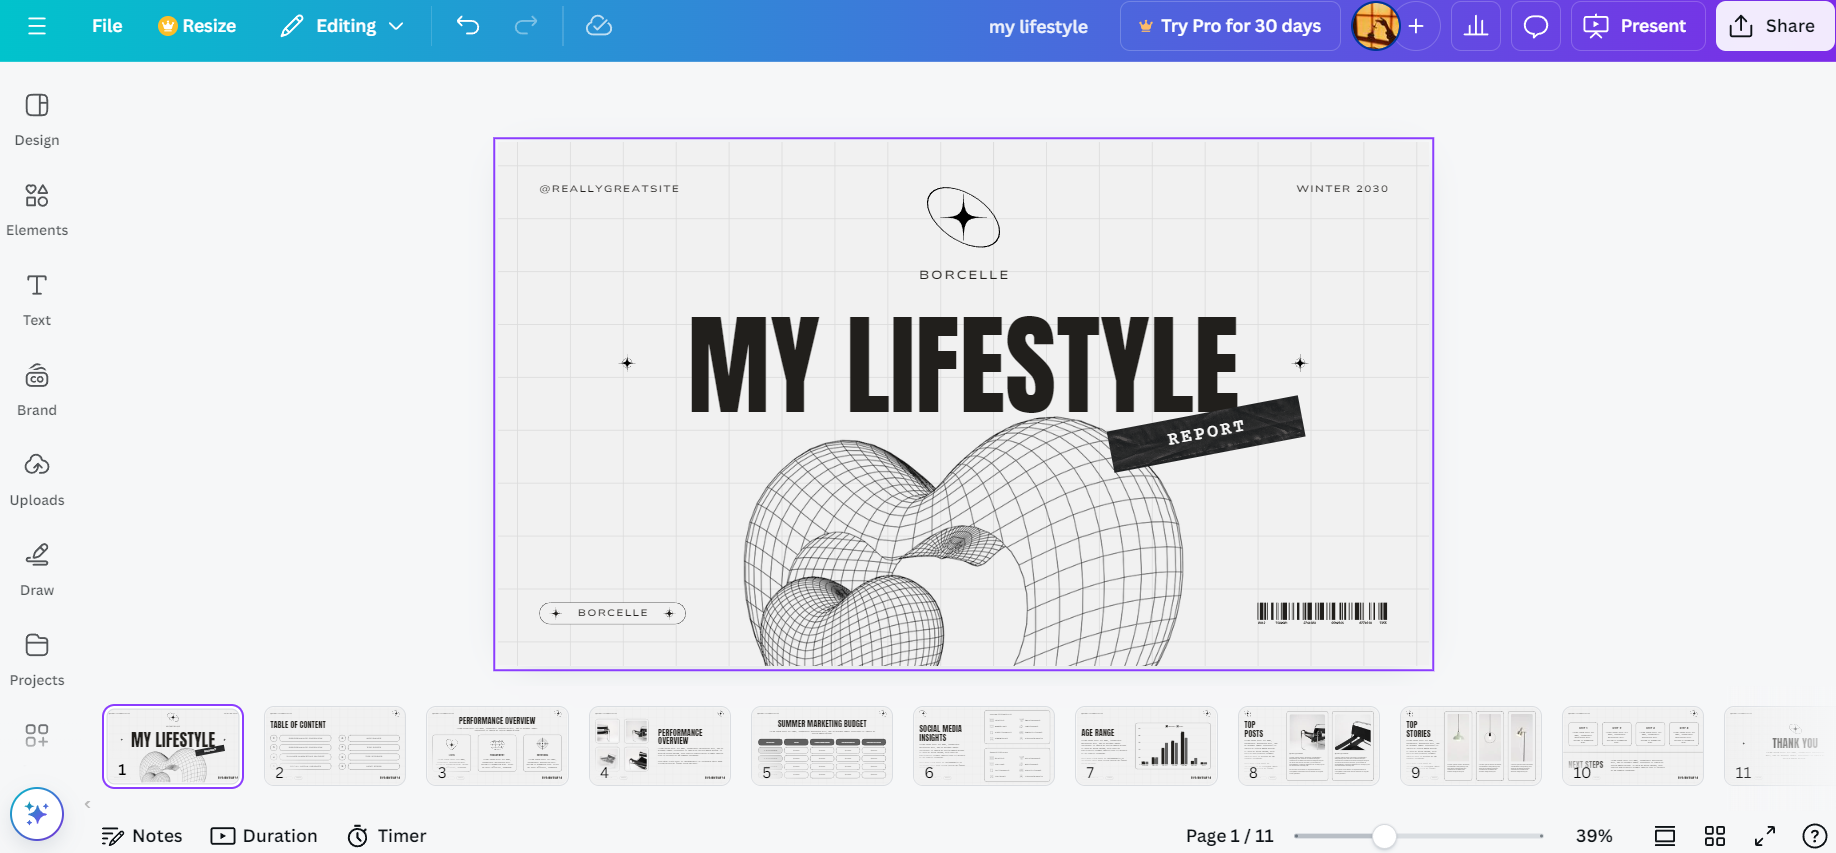 File
Resize
Editing
my lifestyle
Try Pro for 30 days
Present
Share
Design
Elements
Text
Brand
Uploads
Draw
Projects
@REALLYGREATSITE
WINTER 2030
BORCELLE
MY LIFESTYLE
REPORT
BORCELLE
MY LIFESTYLE
1
TABLE OF CONTENT
2
PERFORMANCE OVERVIEW
3
PERFORMANCE
OVERVIEW
4
SUMMER MARKETING BUDGET
5
SOCIAL MEDIA
INSIGHTS
6
AGE RANGE
7
TOP
POSTS
8
TOP
STORIES
9
NEXT STEPS
10
THANK YOU
11
Notes
Duration
Timer
Page 1 / 11
39%